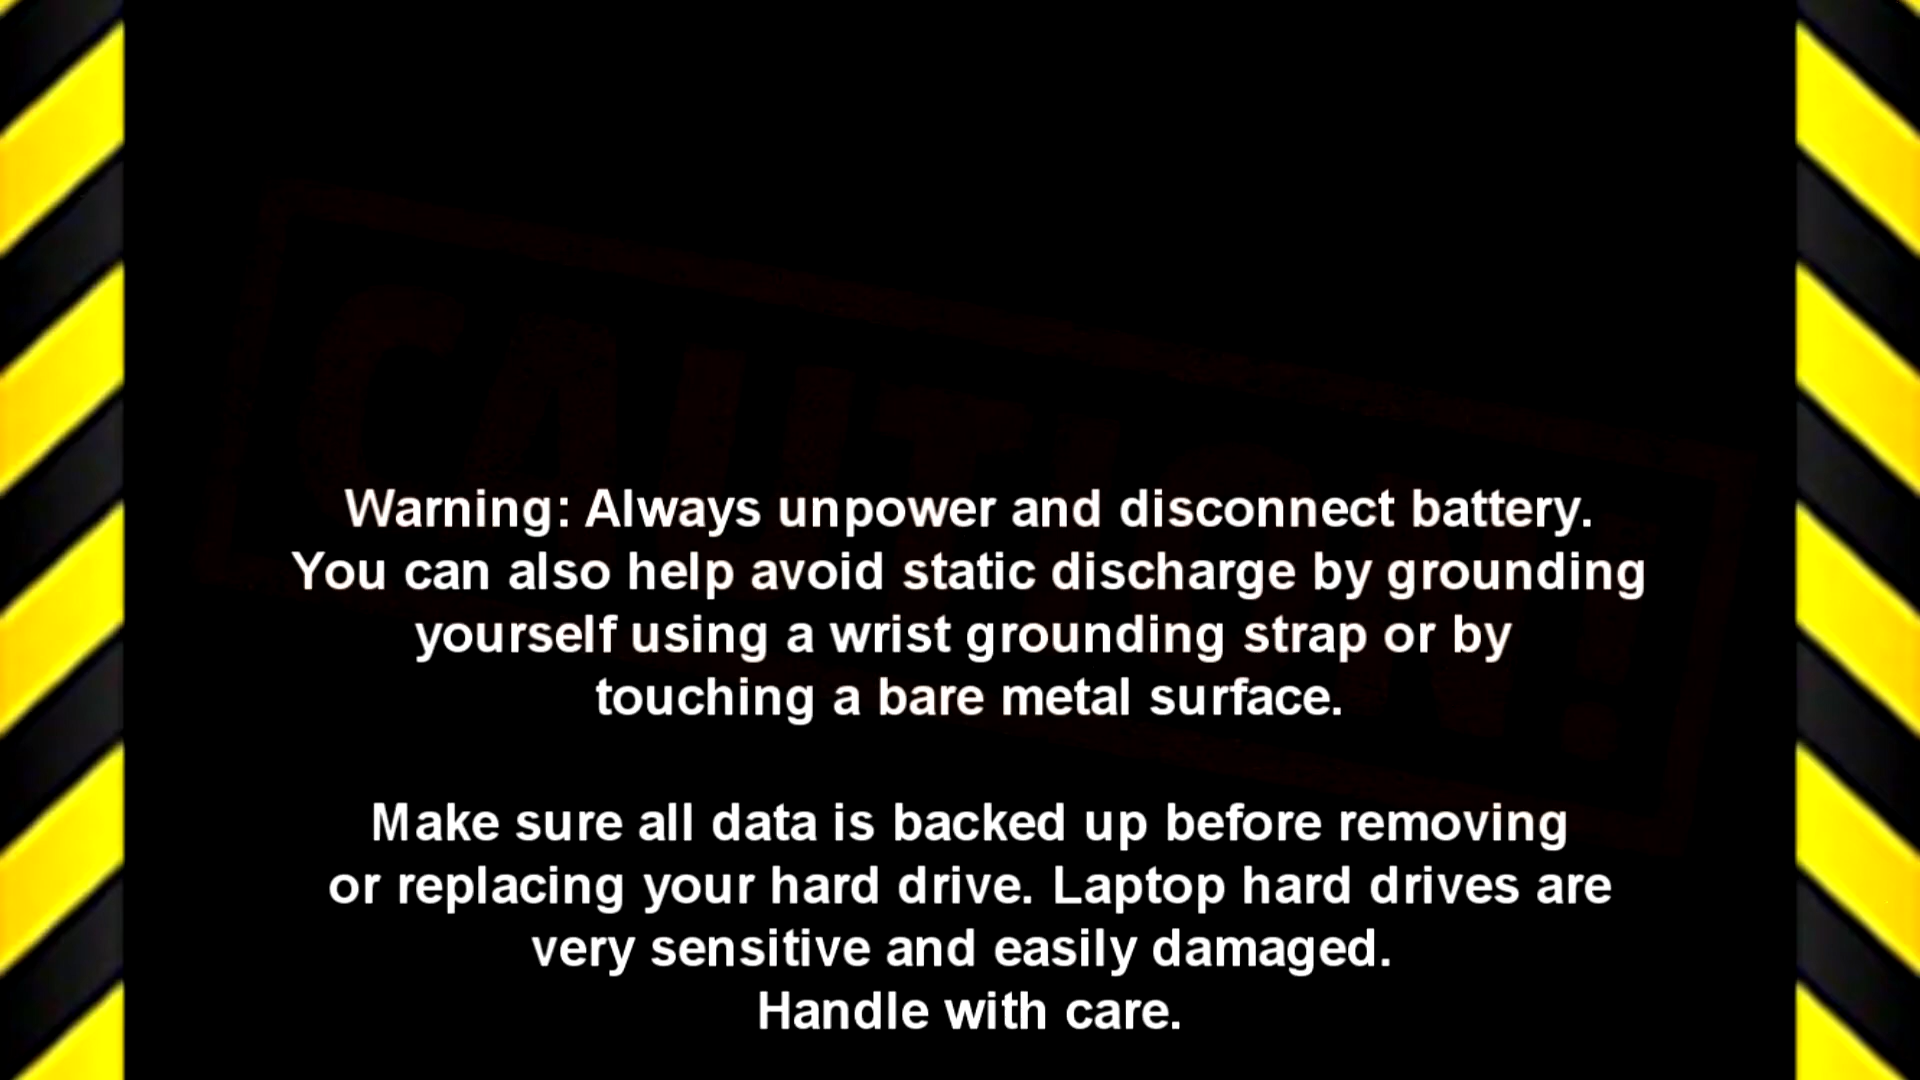 CAUTION!
Warning: Always unpower and disconnect battery.
You can also help avoid static discharge by grounding
yourself using a wrist grounding strap or by
touching a bare metal surface.
Make sure all data is backed up before removing
or replacing your hard drive. Laptop hard drives are
very sensitive and easily damaged.
Handle with care.